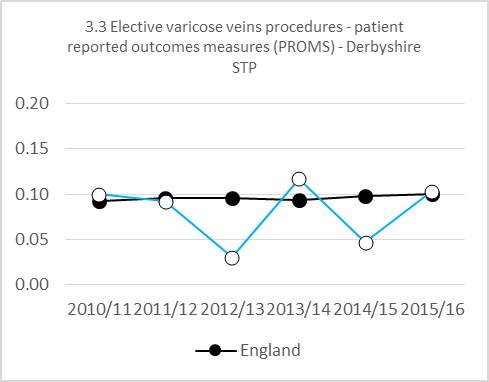 3.3 Elective varicose veins procedures - patient
reported outcomes measures (PROMS) - Derbyshire
STP
0.20
0.15
0.10
0.05
0.00
2010/11 2011/12 2012/13 2013/14 2014/15 2015/16
England